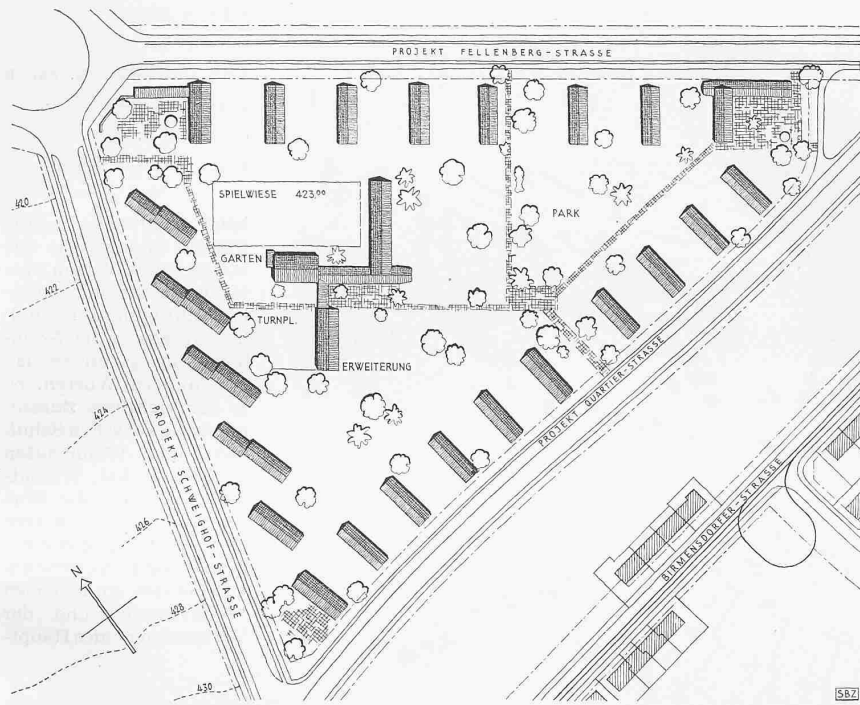 PROJEKT FELLENBERG-STRASSE
SPIELWIESE 423.00
PARK
GARTEN
TURNPL.
ERWEITERUNG
PROJEKT QUARTIER-STRASSE
PROJEKT SCHWEIGHOF-STRASSE
BIRMENSDORFER-STRASSE
420
422
424
426
428
430
N
SBZ